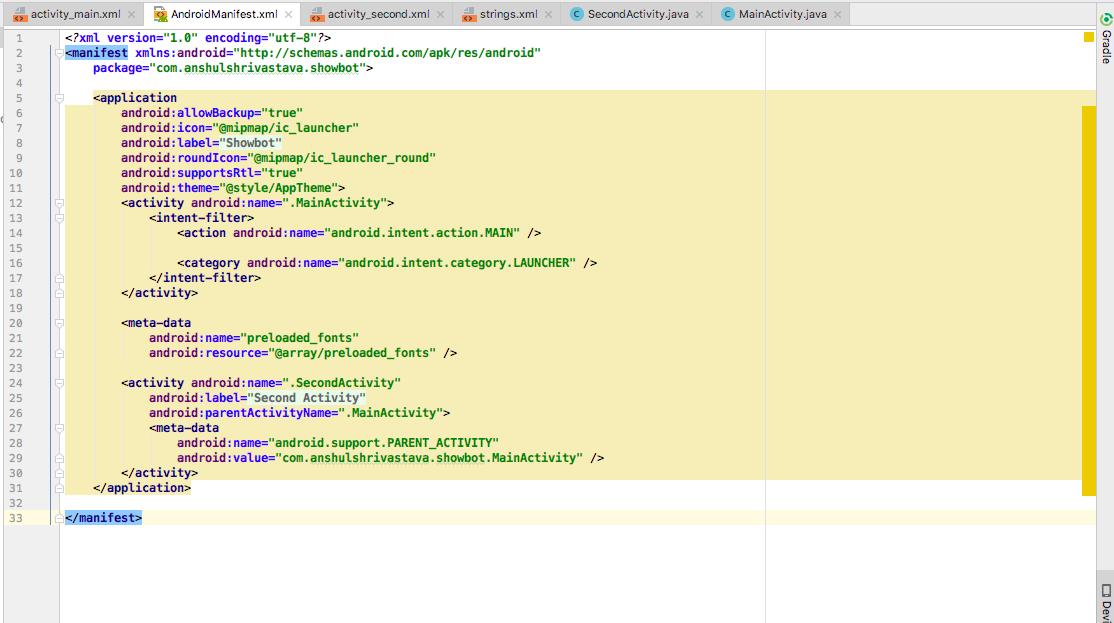 activity_main.xml AndroidManifest.xml activity_second.xml strings.xml SecondActivity.java MainActivity.java
1 <?xml version="1.0" encoding="utf-8"?>
2 <manifest xmlns:android="http://schemas.android.com/apk/res/android"
3 package="com.anshulshrivastava.showbot">
4
5 <application
6 android:allowBackup="true"
7 android:icon="@mipmap/ic_launcher"
8 android:label="Showbot"
9 android:roundIcon="@mipmap/ic_launcher_round"
10 android:supportsRtl="true"
11 android:theme="@style/AppTheme">
12 <activity android:name=".MainActivity">
13 <intent-filter>
14 <action android:name="android.intent.action.MAIN" />
15
16 <category android:name="android.intent.category.LAUNCHER" />
17 </intent-filter>
18 </activity>
19
20 <meta-data
21 android:name="preloaded_fonts"
22 android:resource="@array/preloaded_fonts" />
23
24 <activity android:name=".SecondActivity"
25 android:label="Second Activity"
26 android:parentActivityName=".MainActivity">
27 <meta-data
28 android:name="android.support.PARENT_ACTIVITY"
29 android:value="com.anshulshrivastava.showbot.MainActivity" />
30 </activity>
31 </application>
32
33 </manifest>
Gradle